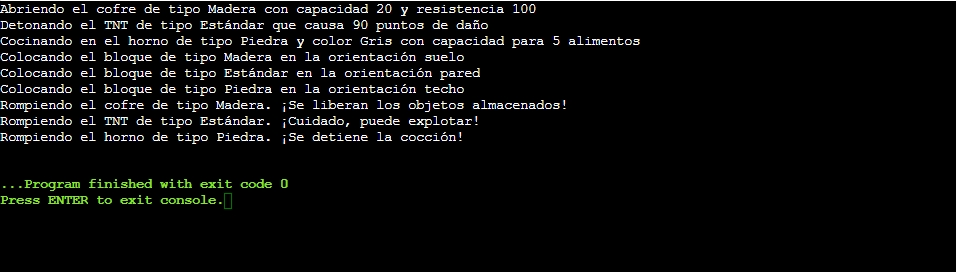 Abriendo el cofre de tipo Madera con capacidad 20 y resistencia 100
Detonando el TNT de tipo Estándar que causa 90 puntos de daño
Cocinando en el horno de tipo Piedra y color Gris con capacidad para 5 alimentos
Colocando el bloque de tipo Madera en la orientación suelo
Colocando el bloque de tipo Estándar en la orientación pared
Colocando el bloque de tipo Piedra en la orientación techo
Rompiendo el cofre de tipo Madera. ¡Se liberan los objetos almacenados!
Rompiendo el TNT de tipo Estándar. ¡Cuidado, puede explotar!
Rompiendo el horno de tipo Piedra. ¡Se detiene la cocción!
...Program finished with exit code 0
Press ENTER to exit console.